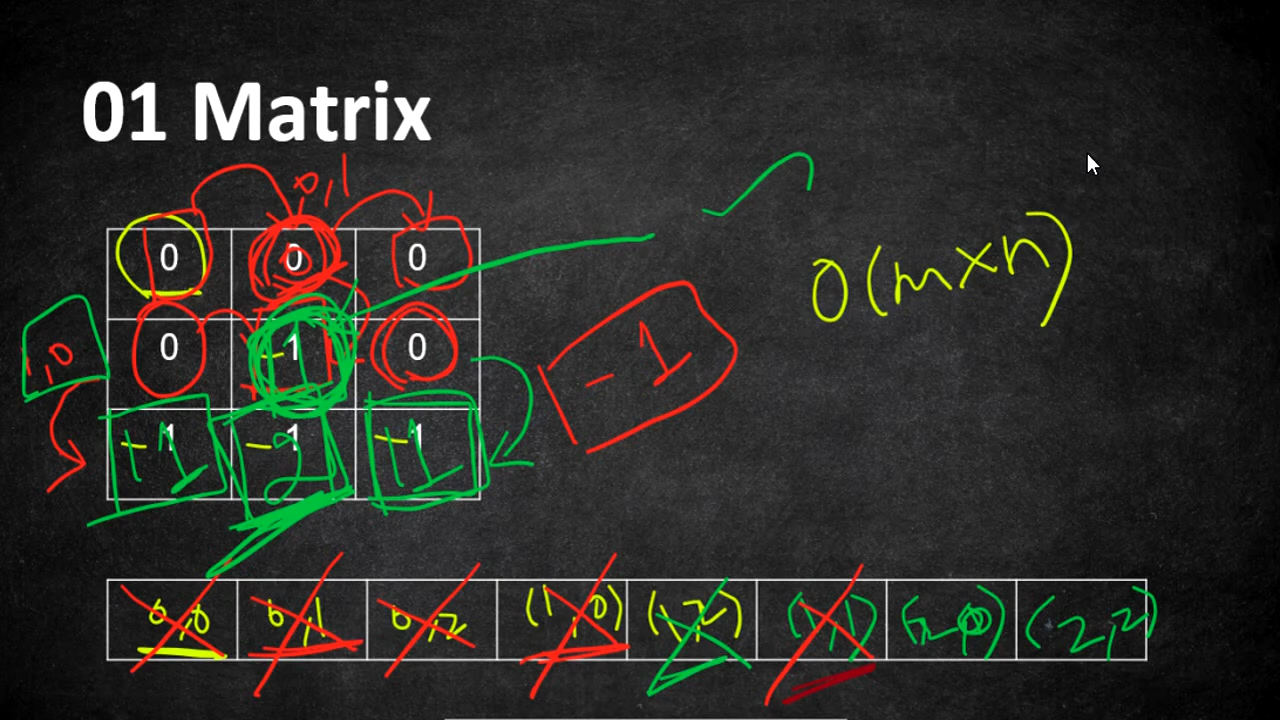 01 Matrix
0,1
0 0 0
O(m×n)
0 -1 0
1,0
-1
-1 -1 -1
1 2 1
0,0 0,1 0,2 (1,0) (1,2) (1,1) (2,0) (2,2)